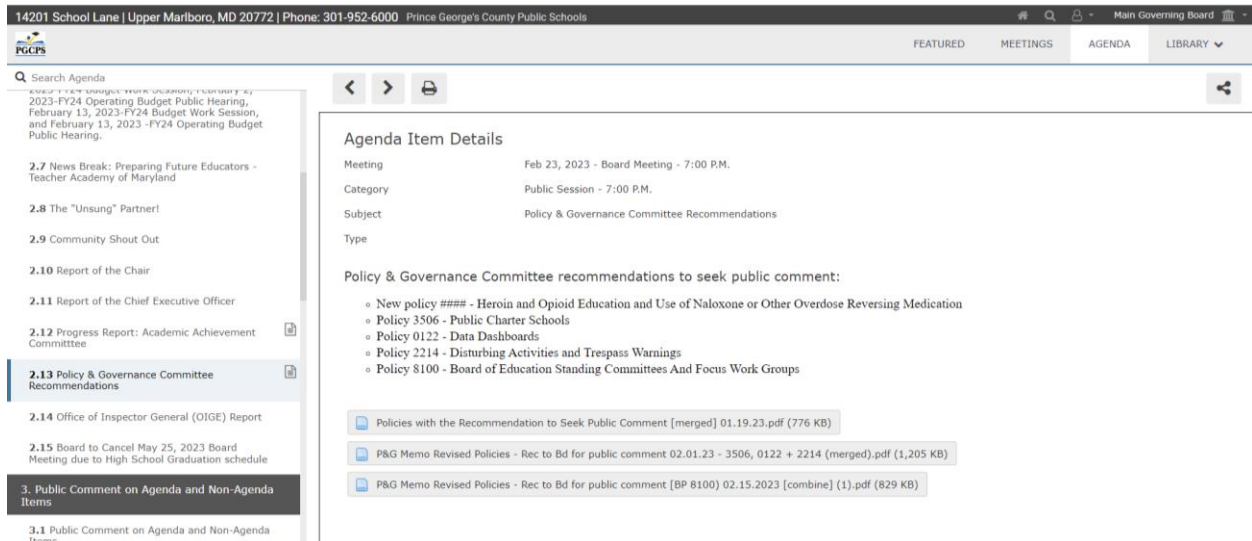 14201 School Lane | Upper Marlboro, MD 20772 | Phone: 301-952-6000 Prince George's County Public Schools
Main Governing Board
PGCPS
FEATURED MEETINGS AGENDA LIBRARY
Search Agenda
2023-FY24 Budget Work Session, February 2,
2023-FY24 Operating Budget Public Hearing,
February 13, 2023-FY24 Budget Work Session,
and February 13, 2023 -FY24 Operating Budget
Public Hearing.
2.7 News Break: Preparing Future Educators -
Teacher Academy of Maryland
2.8 The "Unsung" Partner!
2.9 Community Shout Out
2.10 Report of the Chair
2.11 Report of the Chief Executive Officer
2.12 Progress Report: Academic Achievement
Committtee
2.13 Policy & Governance Committee
Recommendations
2.14 Office of Inspector General (OIGE) Report
2.15 Board to Cancel May 25, 2023 Board
Meeting due to High School Graduation schedule
3. Public Comment on Agenda and Non-Agenda
Items
3.1 Public Comment on Agenda and Non-Agenda
Items
Agenda Item Details
Meeting Feb 23, 2023 - Board Meeting - 7:00 P.M.
Category Public Session - 7:00 P.M.
Subject Policy & Governance Committee Recommendations
Type
Policy & Governance Committee recommendations to seek public comment:
New policy #### - Heroin and Opioid Education and Use of Naloxone or Other Overdose Reversing Medication
Policy 3506 - Public Charter Schools
Policy 0122 - Data Dashboards
Policy 2214 - Disturbing Activities and Trespass Warnings
Policy 8100 - Board of Education Standing Committees And Focus Work Groups
Policies with the Recommendation to Seek Public Comment [merged] 01.19.23.pdf (776 KB)
P&G Memo Revised Policies - Rec to Bd for public comment 02.01.23 - 3506, 0122 + 2214 (merged).pdf (1,205 KB)
P&G Memo Revised Policies - Rec to Bd for public comment [BP 8100) 02.15.2023 [combine] (1).pdf (829 KB)